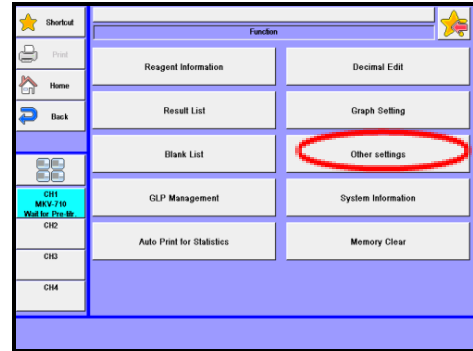 Shortcut
Print
Home
Back
CH1
MKV-710
Wait for Pre-titr.
CH2
CH3
CH4
Function
Reagent Information
Decimal Edit
Result List
Graph Setting
Blank List
Other settings
GLP Management
System Information
Auto Print for Statistics
Memory Clear